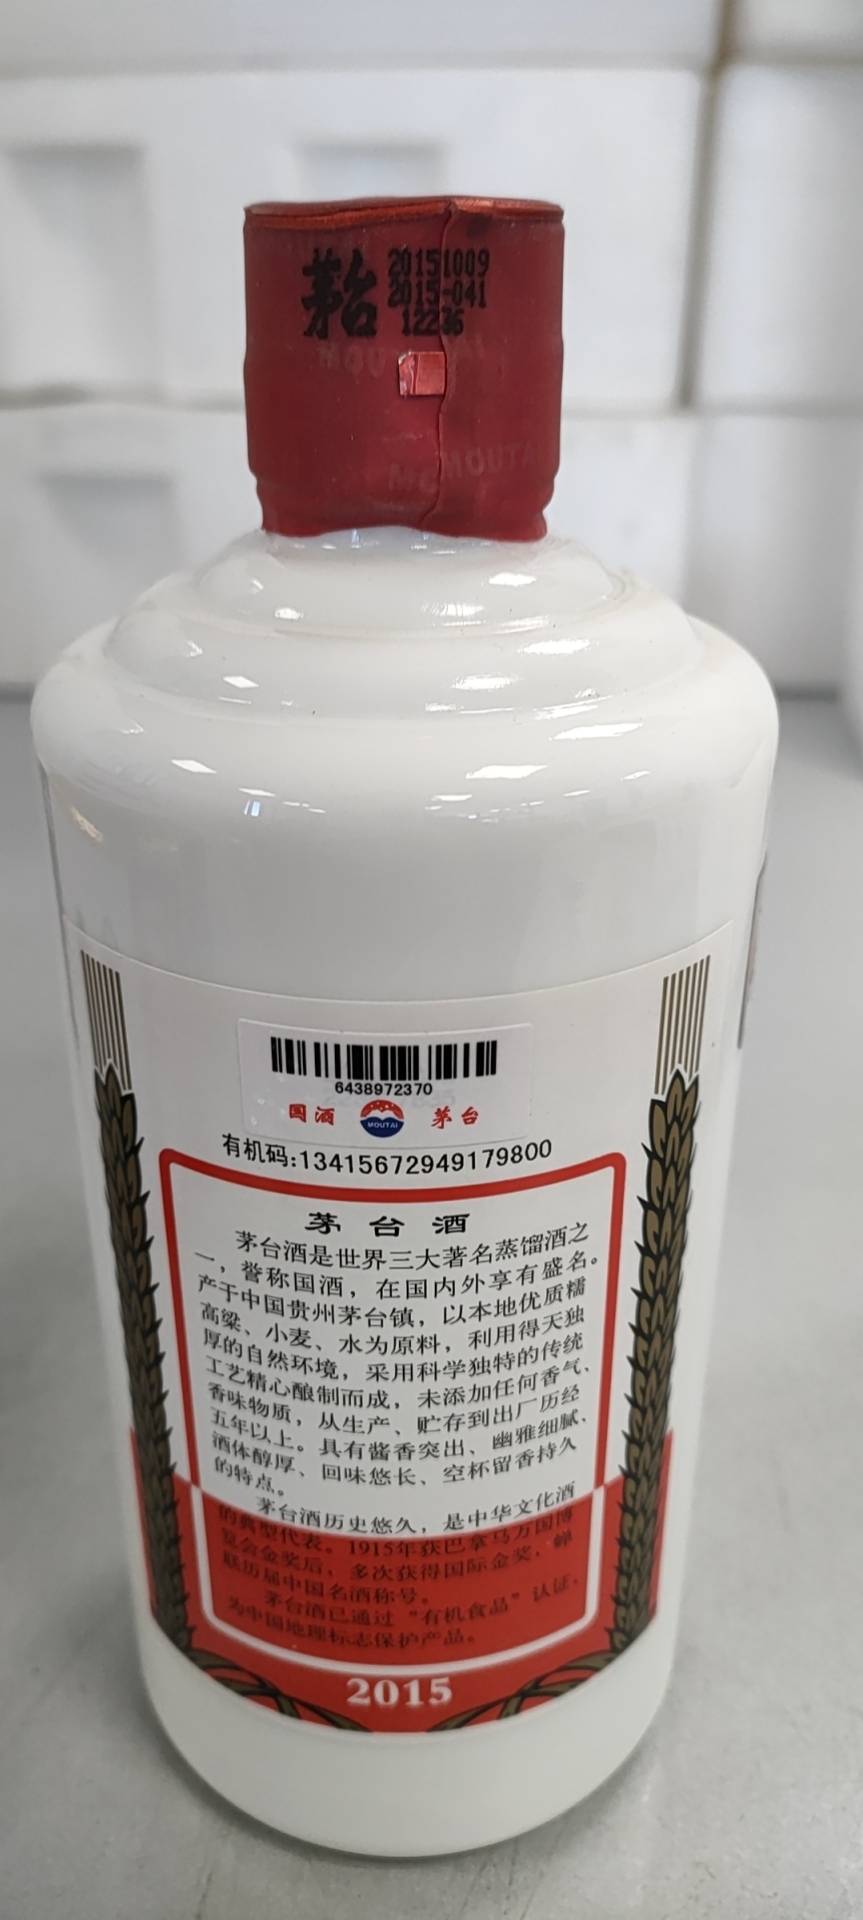 茅台
20151009
2015-041
12236
MOUTAI
MOUTAI
6438972370
国酒 MOUTAI 茅台
有机码:13415672949179800
茅台酒
茅台酒是世界三大著名蒸馏酒之
一，誉称国酒，在国内外享有盛名。
产于中国贵州茅台镇，以本地优质糯
高粱、小麦、水为原料，利用得天独
厚的自然环境，采用科学独特的传统
工艺精心酿制而成，未添加任何香气、
香味物质，从生产、贮存到出厂历经
五年以上。具有酱香突出、幽雅细腻、
酒体醇厚、回味悠长、空杯留香持久
的特点。
茅台酒历史悠久，是中华文化酒
的典型代表。1915年获巴拿马万国博
览会金奖后，多次获得国际金奖，蝉
联历届中国名酒称号。
茅台酒已通过“有机食品”认证，
为中国地理标志保护产品。
2015